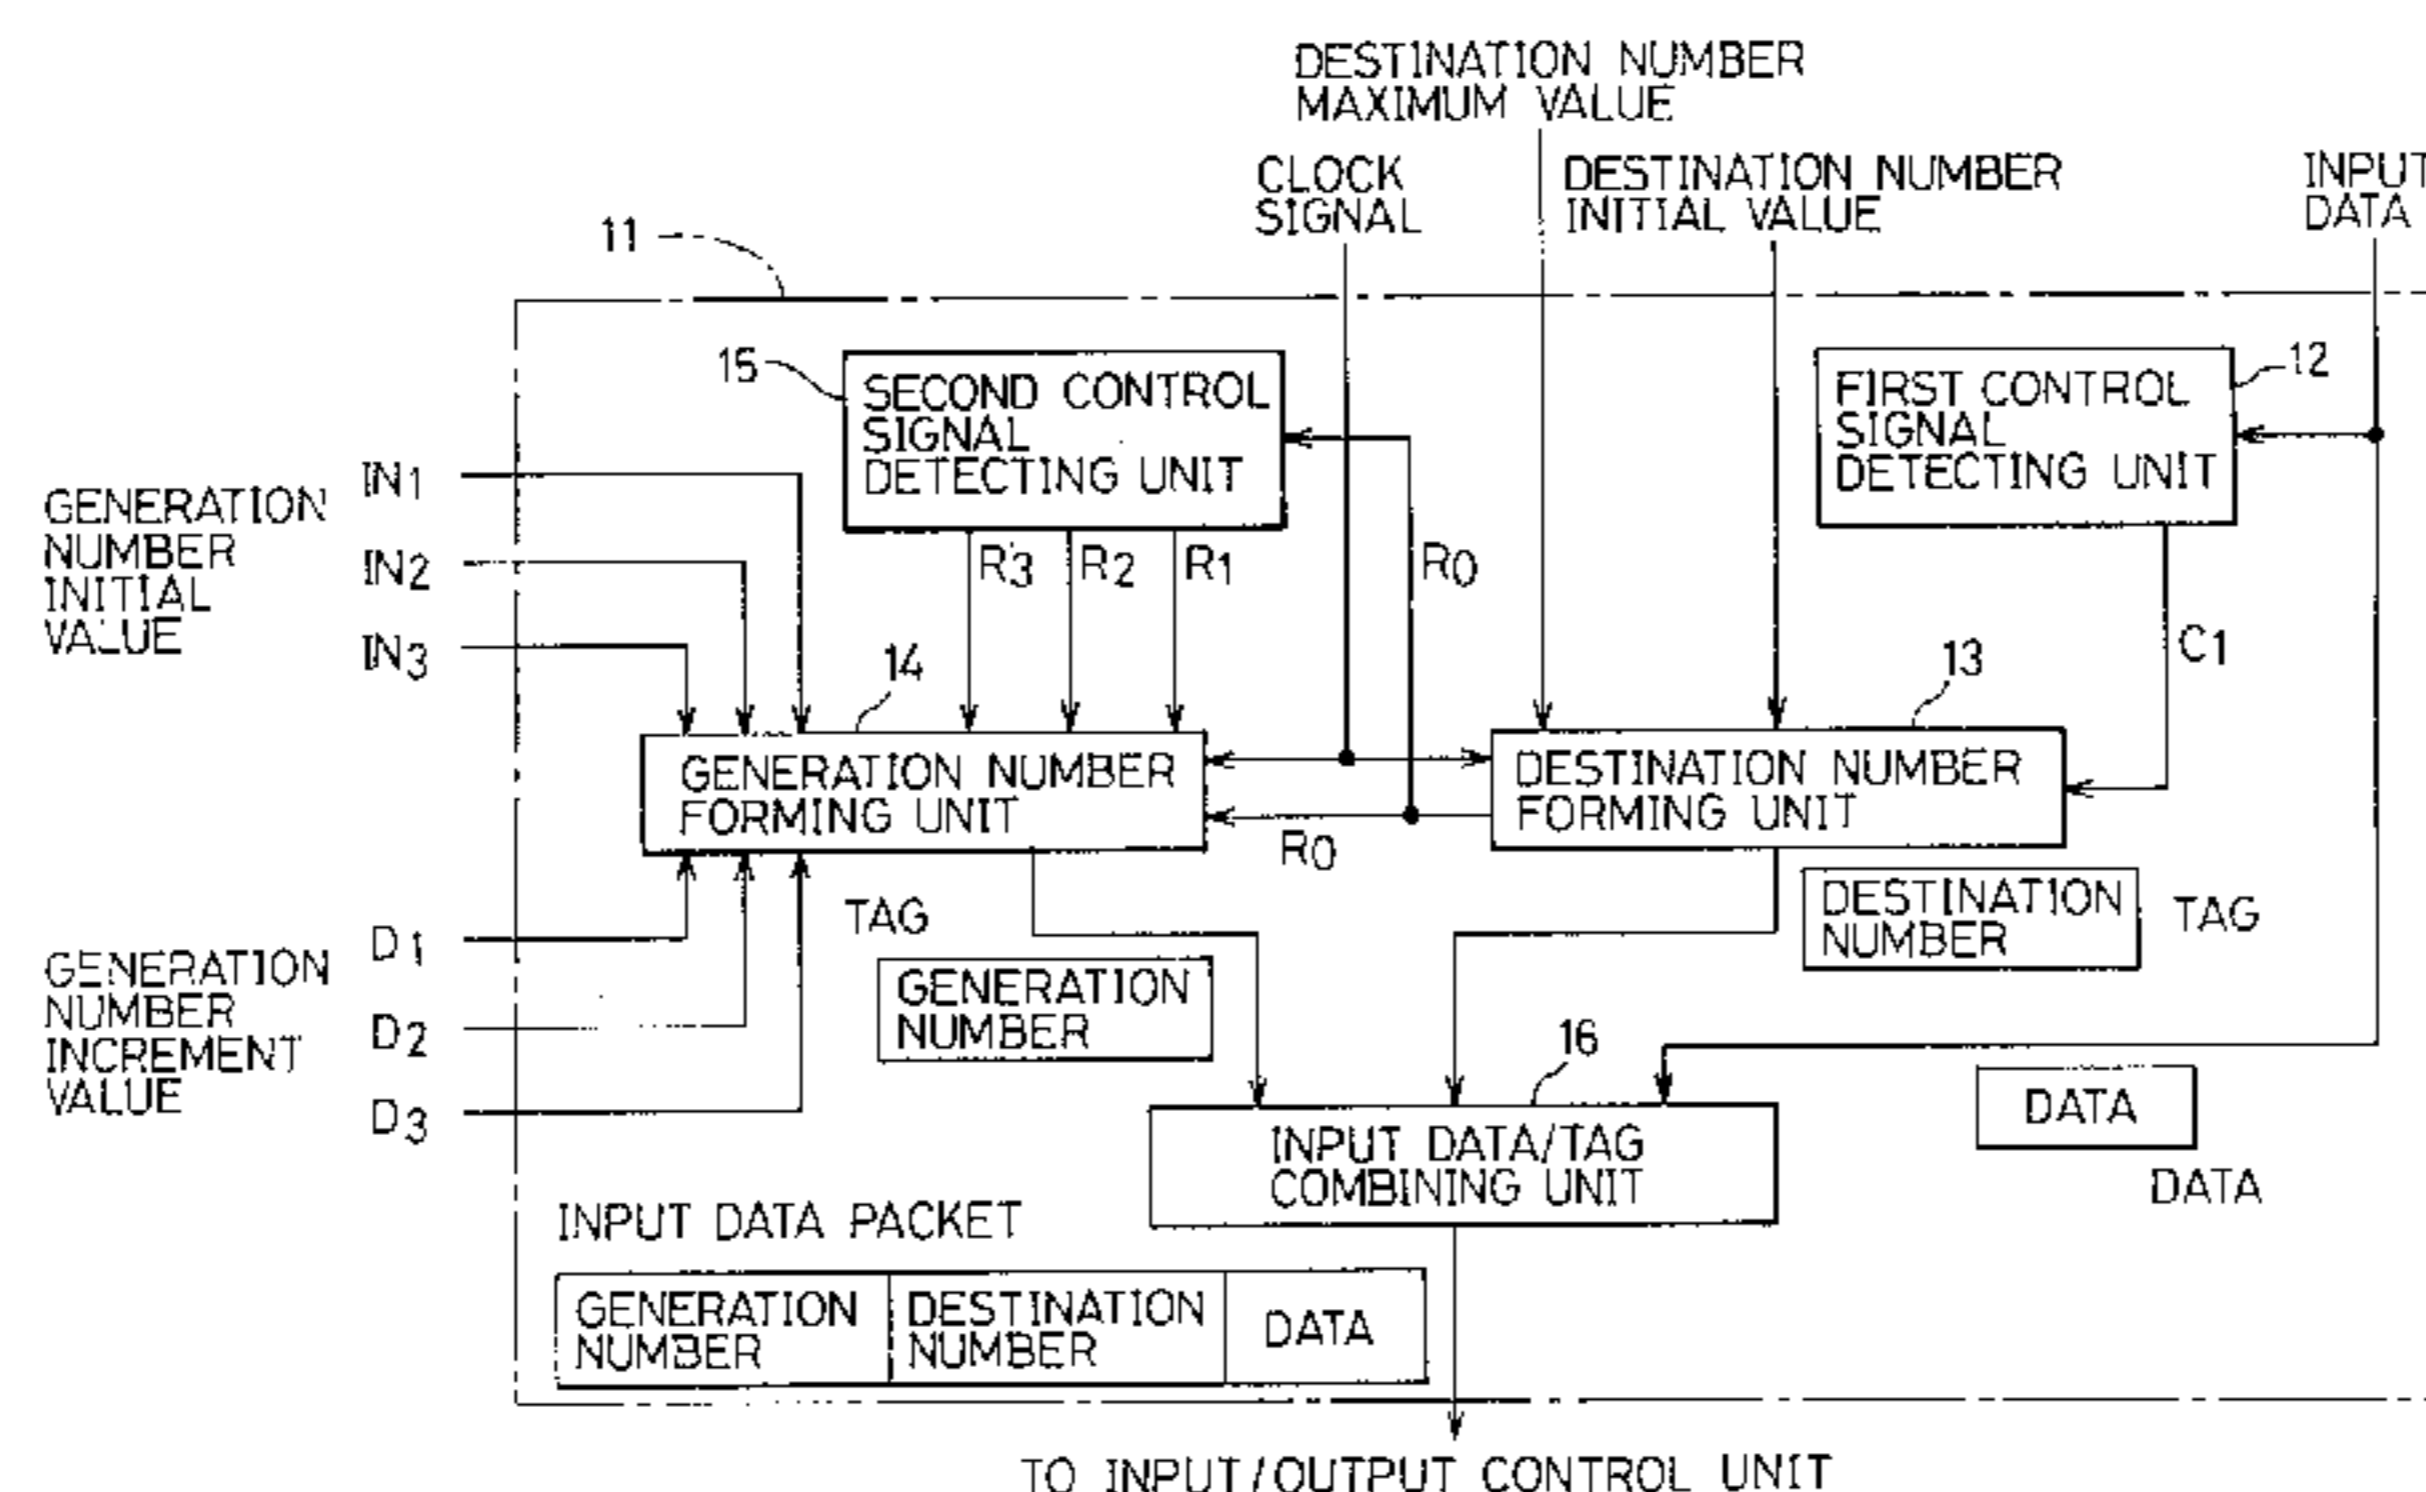 DESTINATION NUMBER
MAXIMUM VALUE
CLOCK
SIGNAL
DESTINATION NUMBER
INITIAL VALUE
INPUT
DATA
11
15
SECOND CONTROL
SIGNAL
DETECTING UNIT
FIRST CONTROL
SIGNAL
DETECTING UNIT
12
GENERATION
NUMBER
INITIAL
VALUE
IN1
IN2
IN3
R3
R2
R1
R0
C1
14
13
GENERATION NUMBER
FORMING UNIT
DESTINATION NUMBER
FORMING UNIT
R0
TAG
DESTINATION
NUMBER
TAG
GENERATION
NUMBER
INCREMENT
VALUE
D1
D2
D3
GENERATION
NUMBER
16
DATA
INPUT DATA/TAG
COMBINING UNIT
DATA
INPUT DATA PACKET
GENERATION
NUMBER
DESTINATION
NUMBER
DATA
TO INPUT/OUTPUT CONTROL UNIT